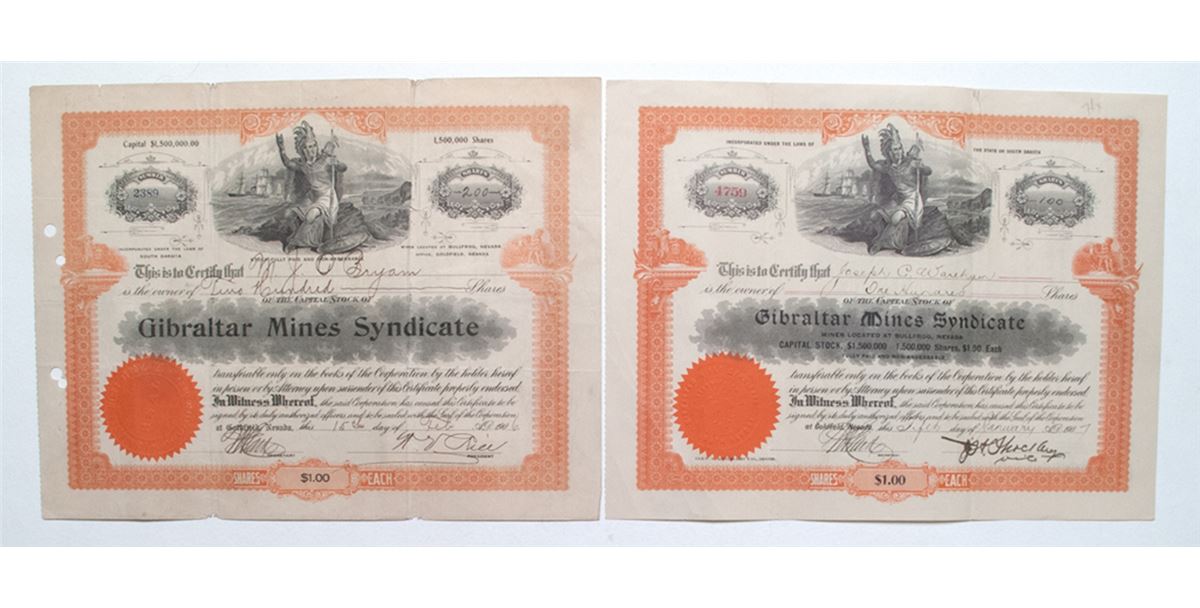 Capital $1,500,000.00
1,500,000 Shares
NUMBER
2389
SHARES
200
INCORPORATED UNDER THE LAWS OF
SOUTH DAKOTA
MINES LOCATED AT BULLFROG, NEVADA
OFFICE, GOLDFIELD, NEVADA
FULLY PAID AND NON-ASSESSABLE
This is to Certify that M J O Bryam
is the owner of Two Hundred Shares
OF THE CAPITAL STOCK OF
Gibraltar Mines Syndicate
transferable only on the books of the Corporation by the holder hereof
in person or by Attorney upon surrender of this Certificate properly endorsed.
In Witness Whereof, the said Corporation has caused this Certificate to be
signed by its duly authorized officers and to be sealed with the Seal of the Corporation
at Goldfield, Nevada, this 15 day of Feb AD 1906
SECRETARY
PRESIDENT
SHARES OF $1.00 EACH
INCORPORATED UNDER THE LAWS OF
THE STATE OF SOUTH DAKOTA
NUMBER
4759
SHARES
100
This is to Certify that Joseph P.
is the owner of One Hundred Shares
OF THE CAPITAL STOCK OF
Gibraltar Mines Syndicate
MINES LOCATED AT BULLFROG, NEVADA
CAPITAL STOCK, $1,500,000 1,500,000 Shares, $1.00 Each
FULLY PAID AND NON-ASSESSABLE
transferable only on the books of the Corporation by the holder hereof
in person or by Attorney upon surrender of this Certificate properly endorsed.
In Witness Whereof, the said Corporation has caused this Certificate to be
signed by its duly authorized officers and to be sealed with the Seal of the Corporation
at Goldfield, Nevada, this Fifth day of January AD 1907
SECRETARY
SHARES $1.00 EACH